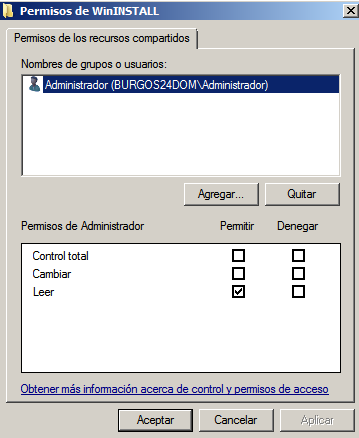 Permisos de WinINSTALL
Permisos de los recursos compartidos
Nombres de grupos o usuarios:
Administrador (BURGOS24DOM\Administrador)
Agregar... Quitar
Permisos de Administrador Permitir Denegar
Control total
Cambiar
Leer
Obtener más información acerca de control y permisos de acceso
Aceptar Cancelar Aplicar